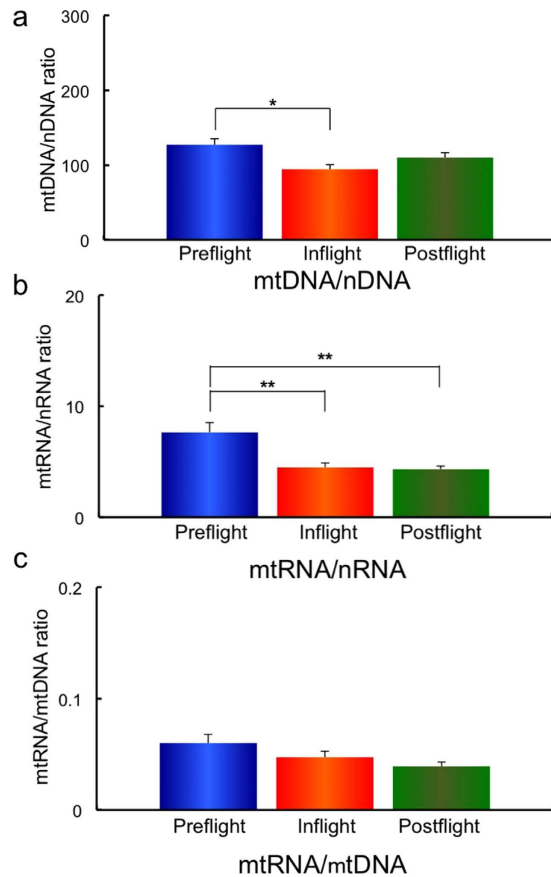 a
300
200
100
0
mtDNA/nDNA ratio
*
Preflight Inflight Postflight
mtDNA/nDNA
b
20
10
0
mtRNA/nRNA ratio
**
**
Preflight Inflight Postflight
mtRNA/nRNA
c
0.2
0.1
0
mtRNA/mtDNA ratio
Preflight Inflight Postflight
mtRNA/mtDNA